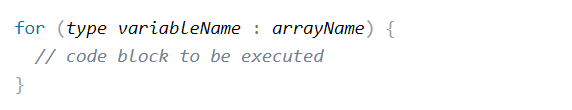 for (type variableName : arrayName) {
  // code block to be executed
}